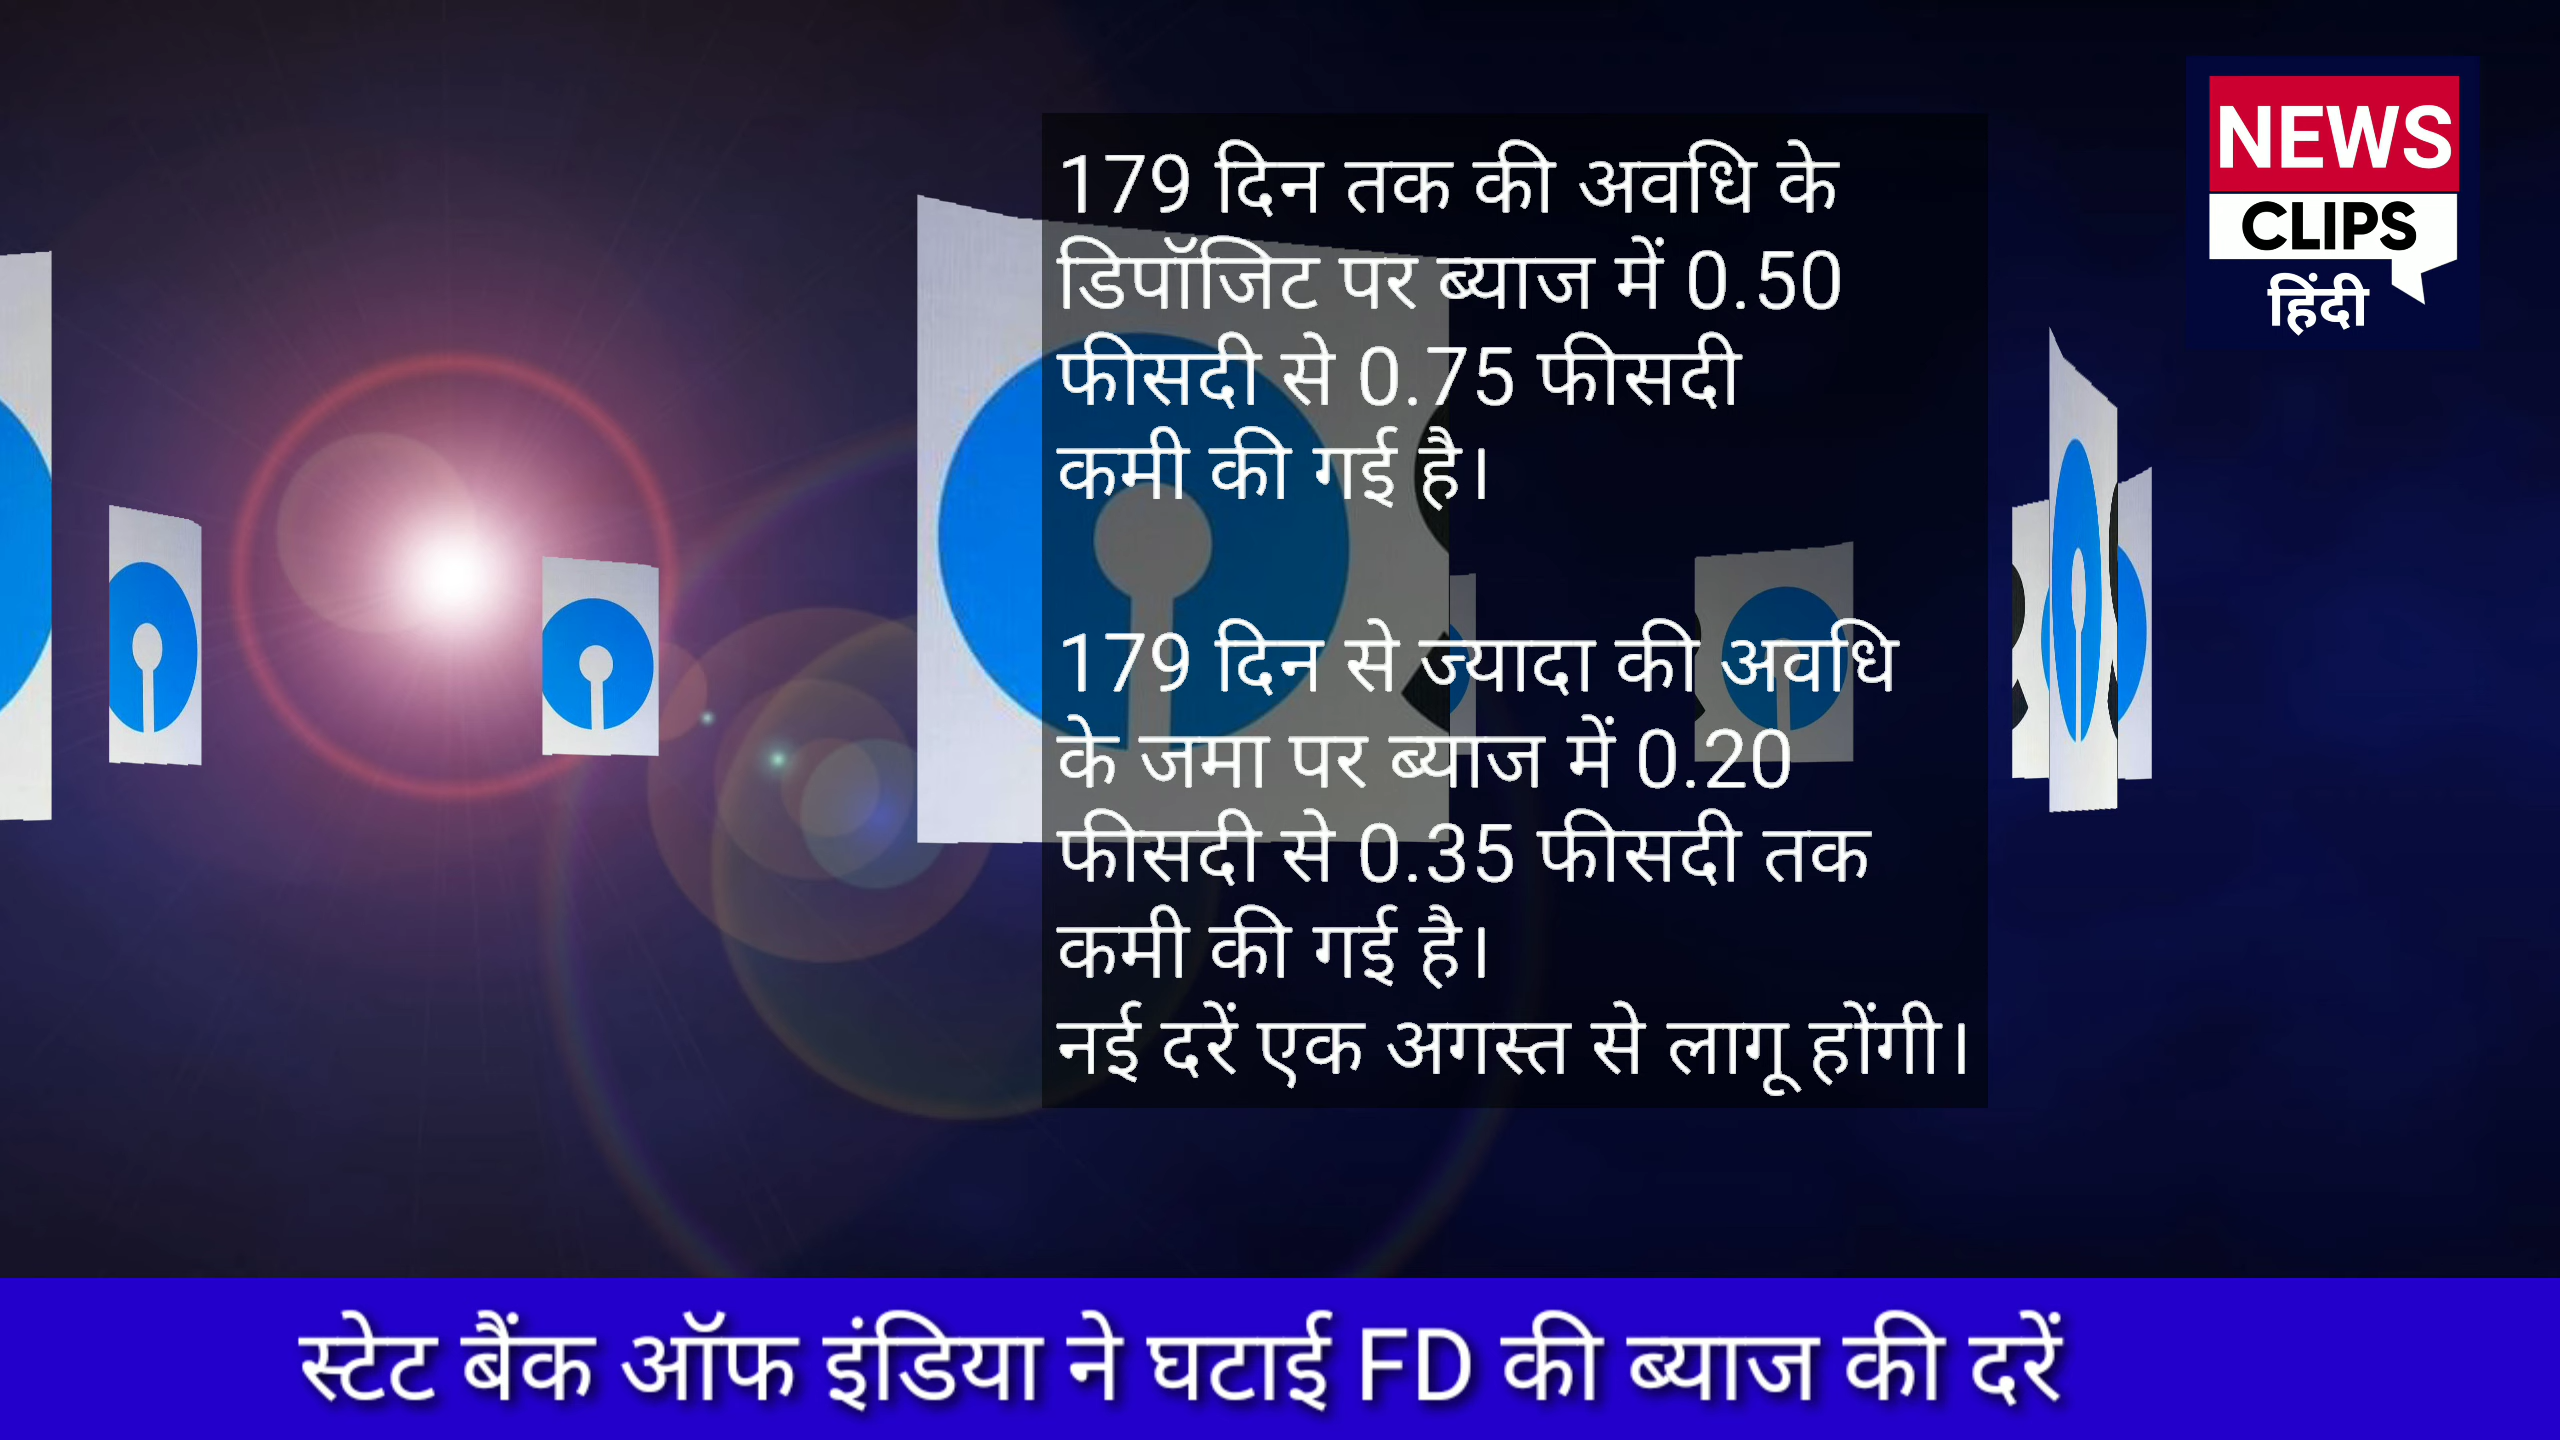 NEWS
CLIPS
हिंदी
179 दिन तक की अवधि के
डिपॉजिट पर ब्याज में 0.50
फीसदी से 0.75 फीसदी
कमी की गई है।
179 दिन से ज्यादा की अवधि
के जमा पर ब्याज में 0.20
फीसदी से 0.35 फीसदी तक
कमी की गई है।
नई दरें एक अगस्त से लागू होंगी।
स्टेट बैंक ऑफ इंडिया ने घटाई FD की ब्याज की दरें